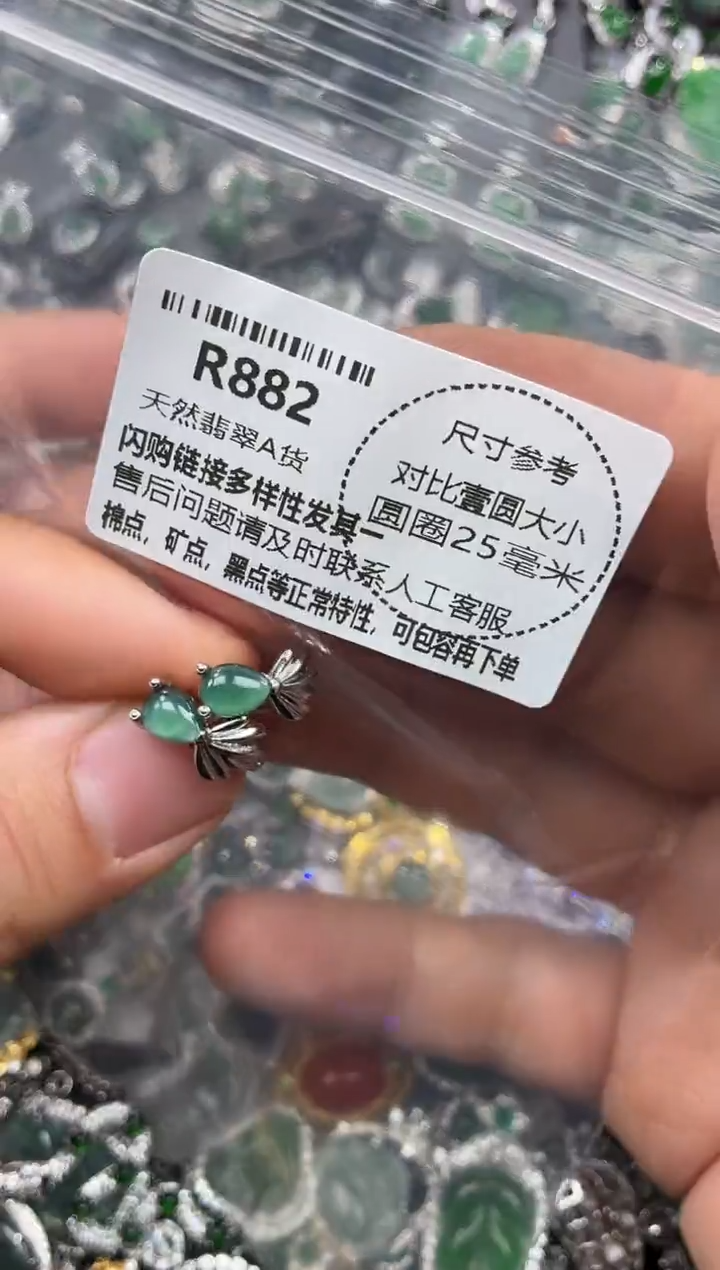 R882
天然翡翠A货
闪购链接多样性发其一
售后问题请及时联系人工客服
棉点，矿点，黑点等正常特性，可包容再下单
尺寸参考
对比壹圆大小
圆圈25毫米